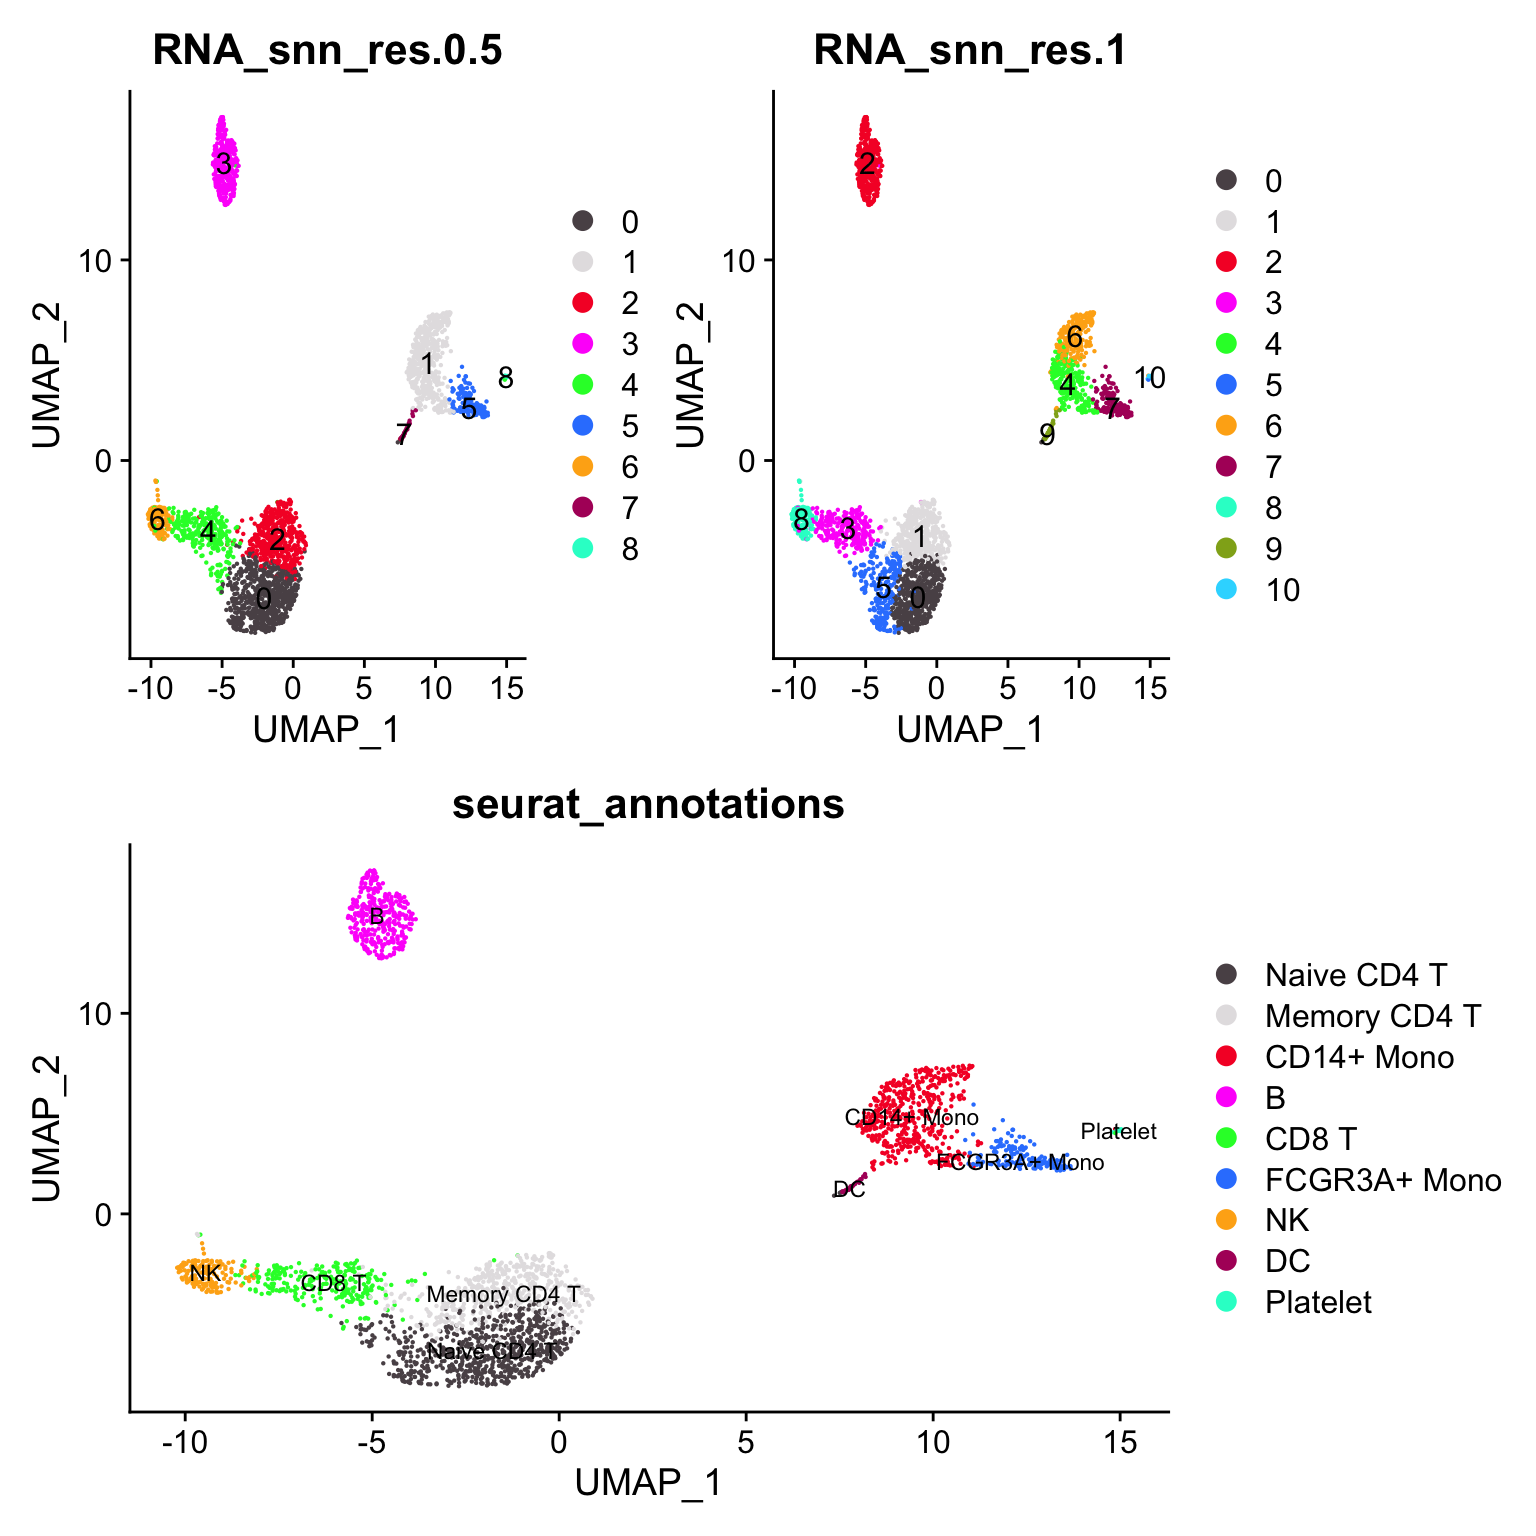 RNA_snn_res.0.5
UMAP_2
10
0
3
1
8
5
7
6
4
2
0
-10 -5 0 5 10 15
UMAP_1
0
1
2
3
4
5
6
7
8
RNA_snn_res.1
UMAP_2
10
0
2
6
4
10
7
9
8
3
1
5
0
-10 -5 0 5 10 15
UMAP_1
0
1
2
3
4
5
6
7
8
9
10
seurat_annotations
UMAP_2
10
0
B
CD14+ Mono
Platelet
FCGR3A+ Mono
DC
NK
CD8 T
Memory CD4 T
Naive CD4 T
-10 -5 0 5 10 15
UMAP_1
Naive CD4 T
Memory CD4 T
CD14+ Mono
B
CD8 T
FCGR3A+ Mono
NK
DC
Platelet